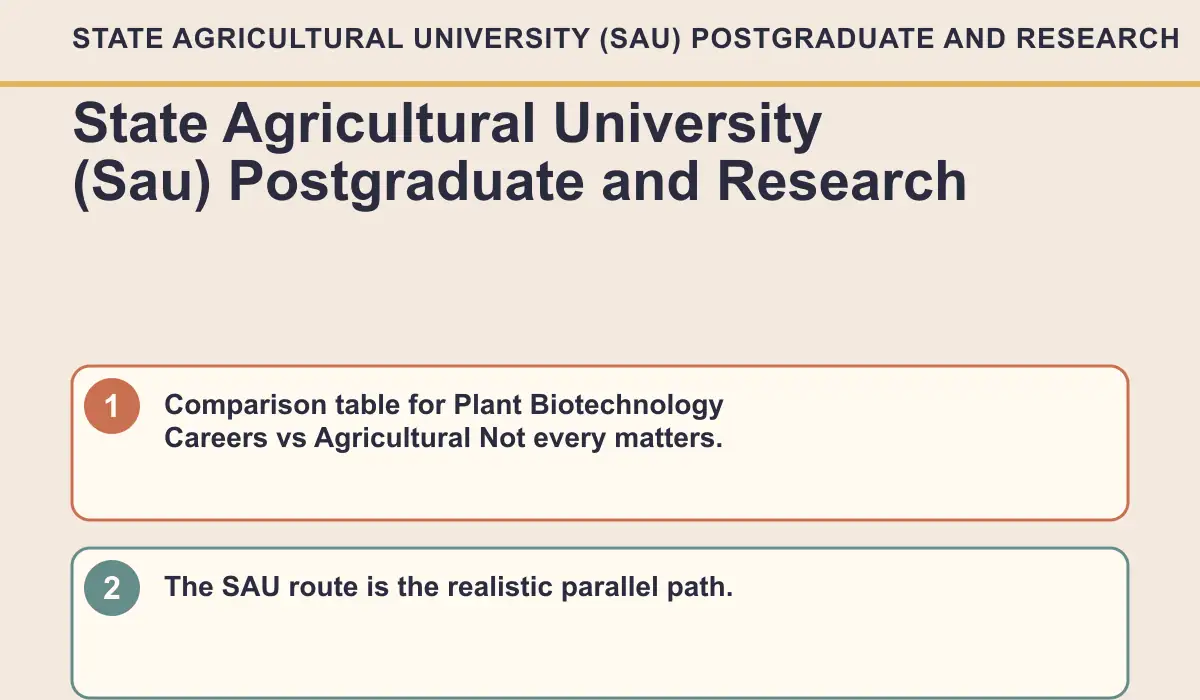 STATE AGRICULTURAL UNIVERSITY (SAU) POSTGRADUATE AND RESEARCH
State Agricultural University
(Sau) Postgraduate and Research
1
Comparison table for Plant Biotechnology
Careers vs Agricultural Not every matters.
2
The SAU route is the realistic parallel path.